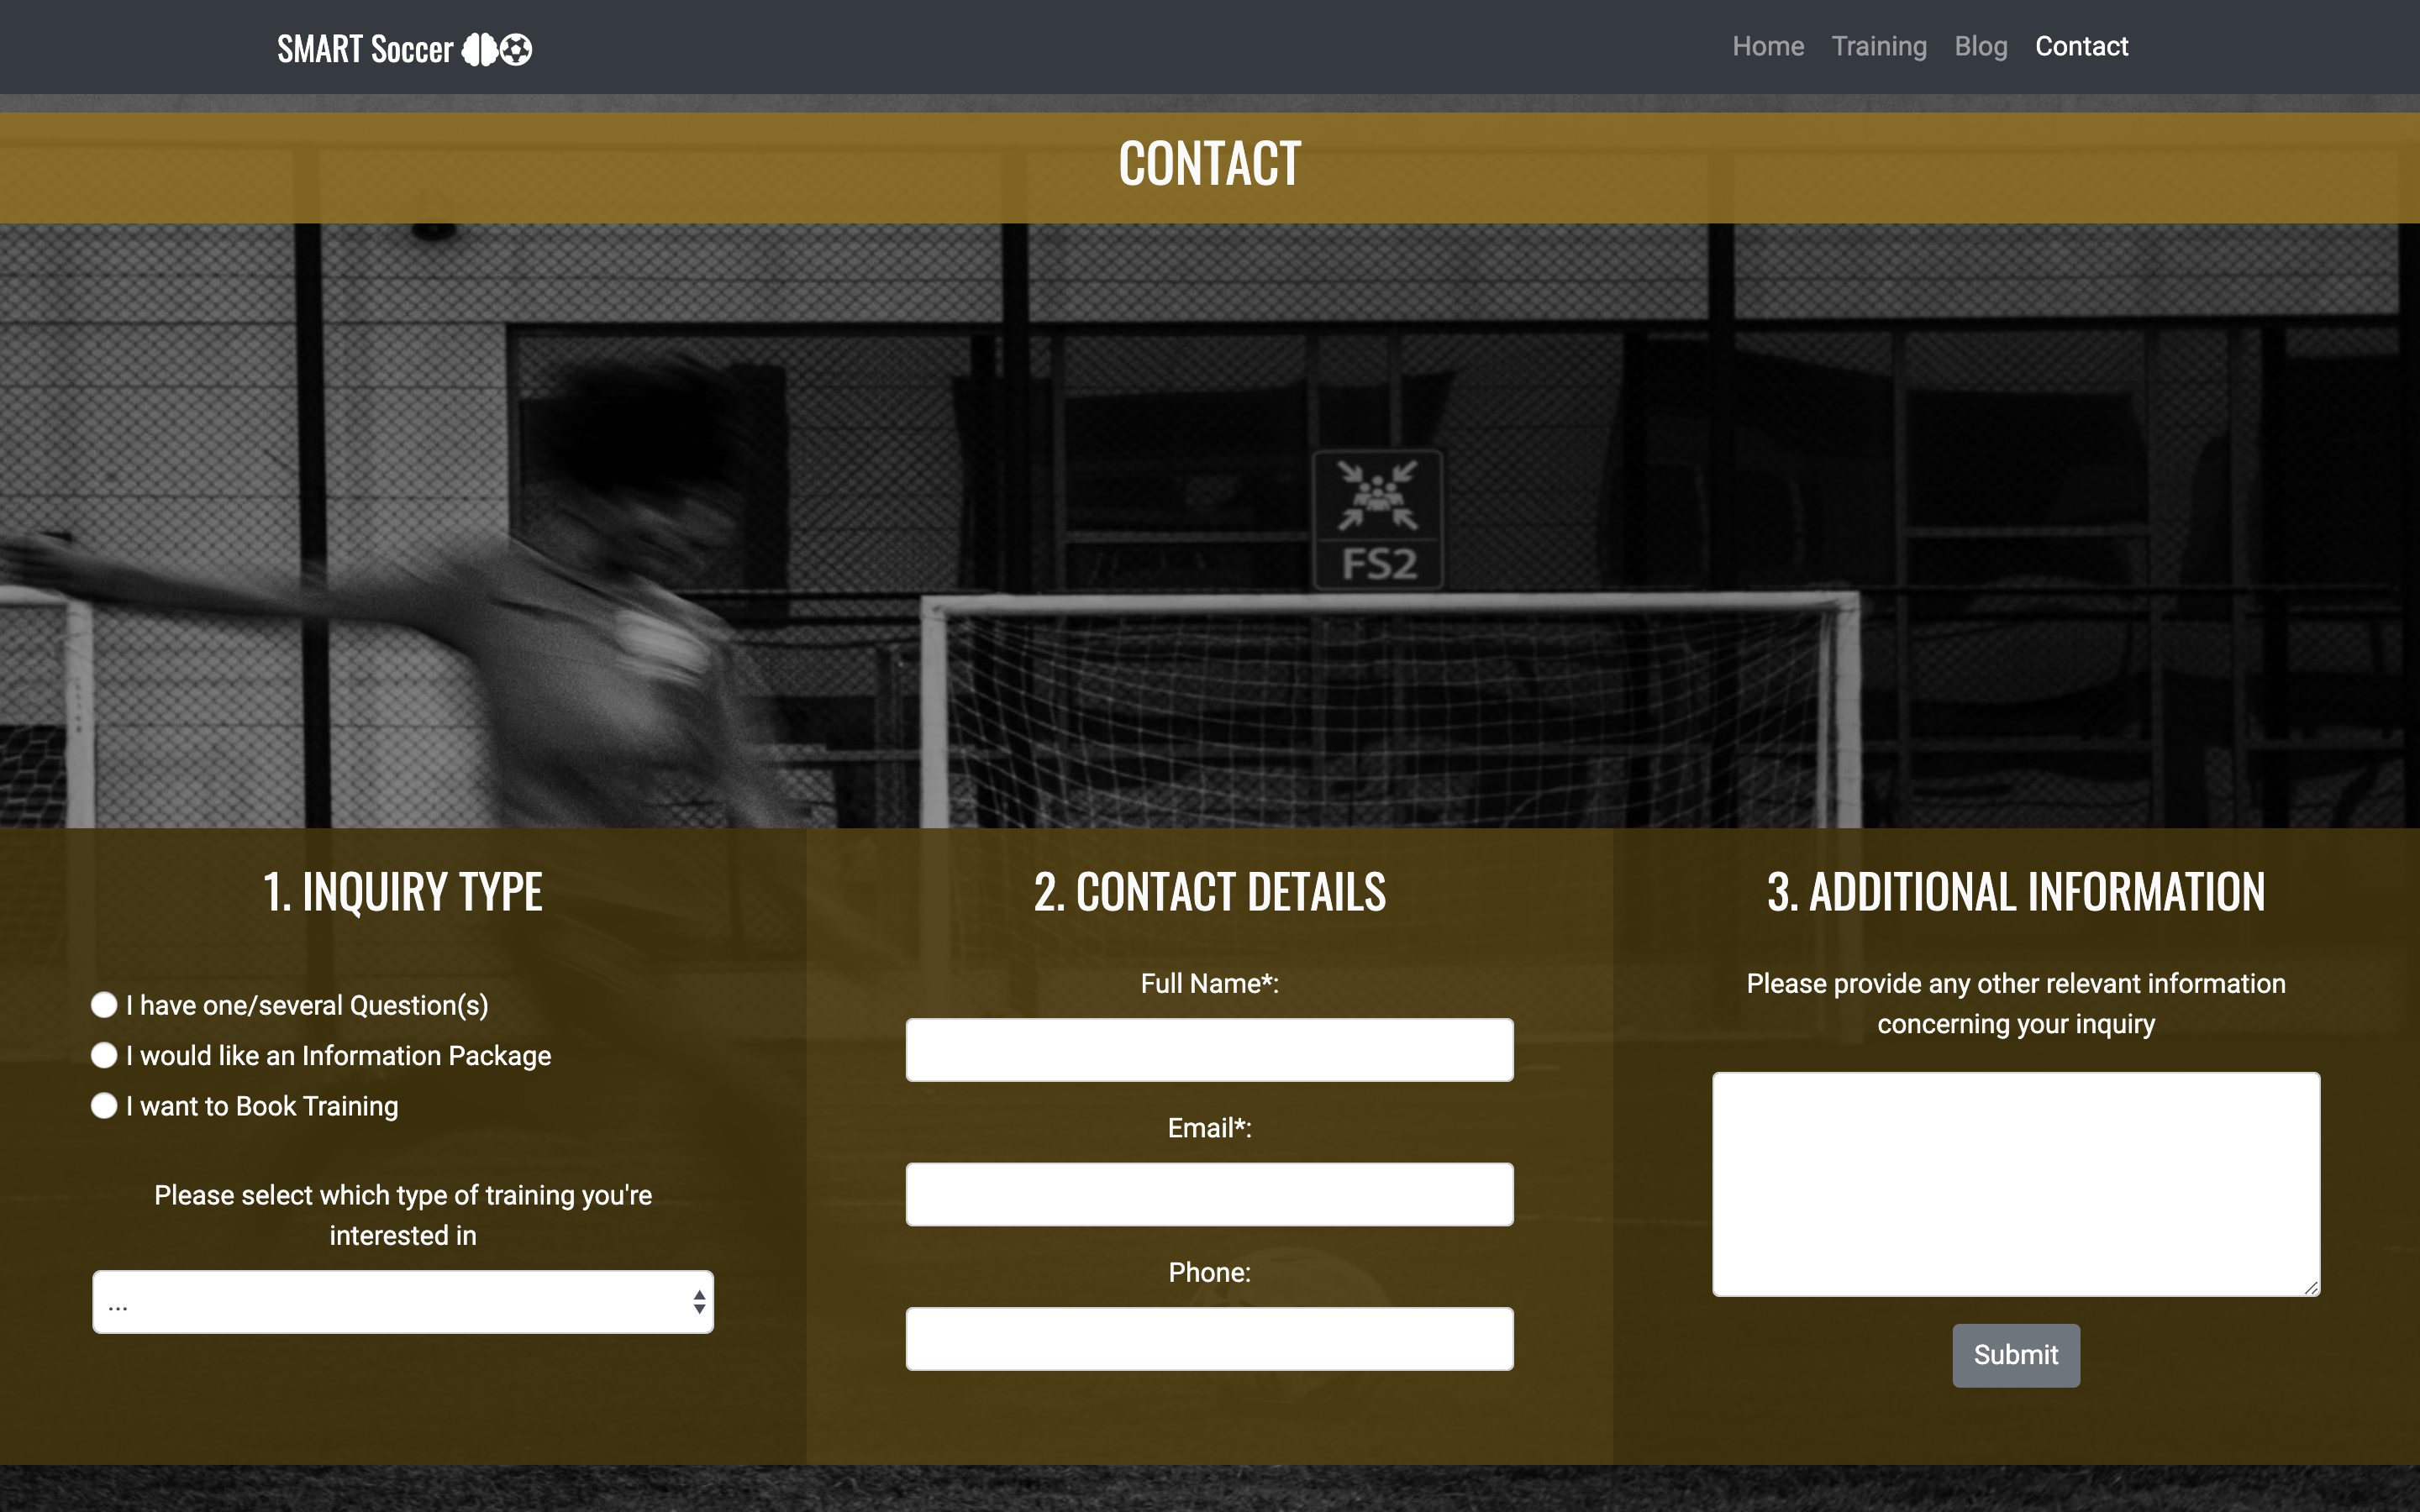 SMART Soccer
Home Training Blog Contact
CONTACT
FS2
1. INQUIRY TYPE
I have one/several Question(s)
I would like an Information Package
I want to Book Training
Please select which type of training you're
interested in
...
2. CONTACT DETAILS
Full Name*:
Email*:
Phone:
3. ADDITIONAL INFORMATION
Please provide any other relevant information
concerning your inquiry
Submit